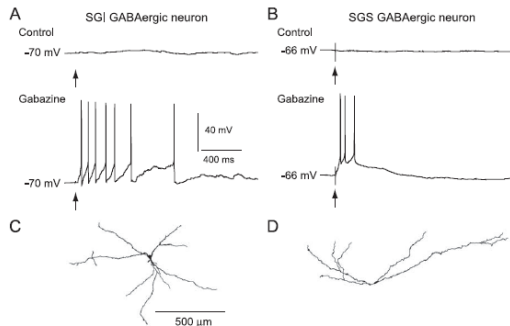 A SGI GABAergic neuron
Control
-70 mV
Gabazine
40 mV
400 ms
-70 mV
B SGS GABAergic neuron
Control
-66 mV
Gabazine
-66 mV
C
500 µm
D